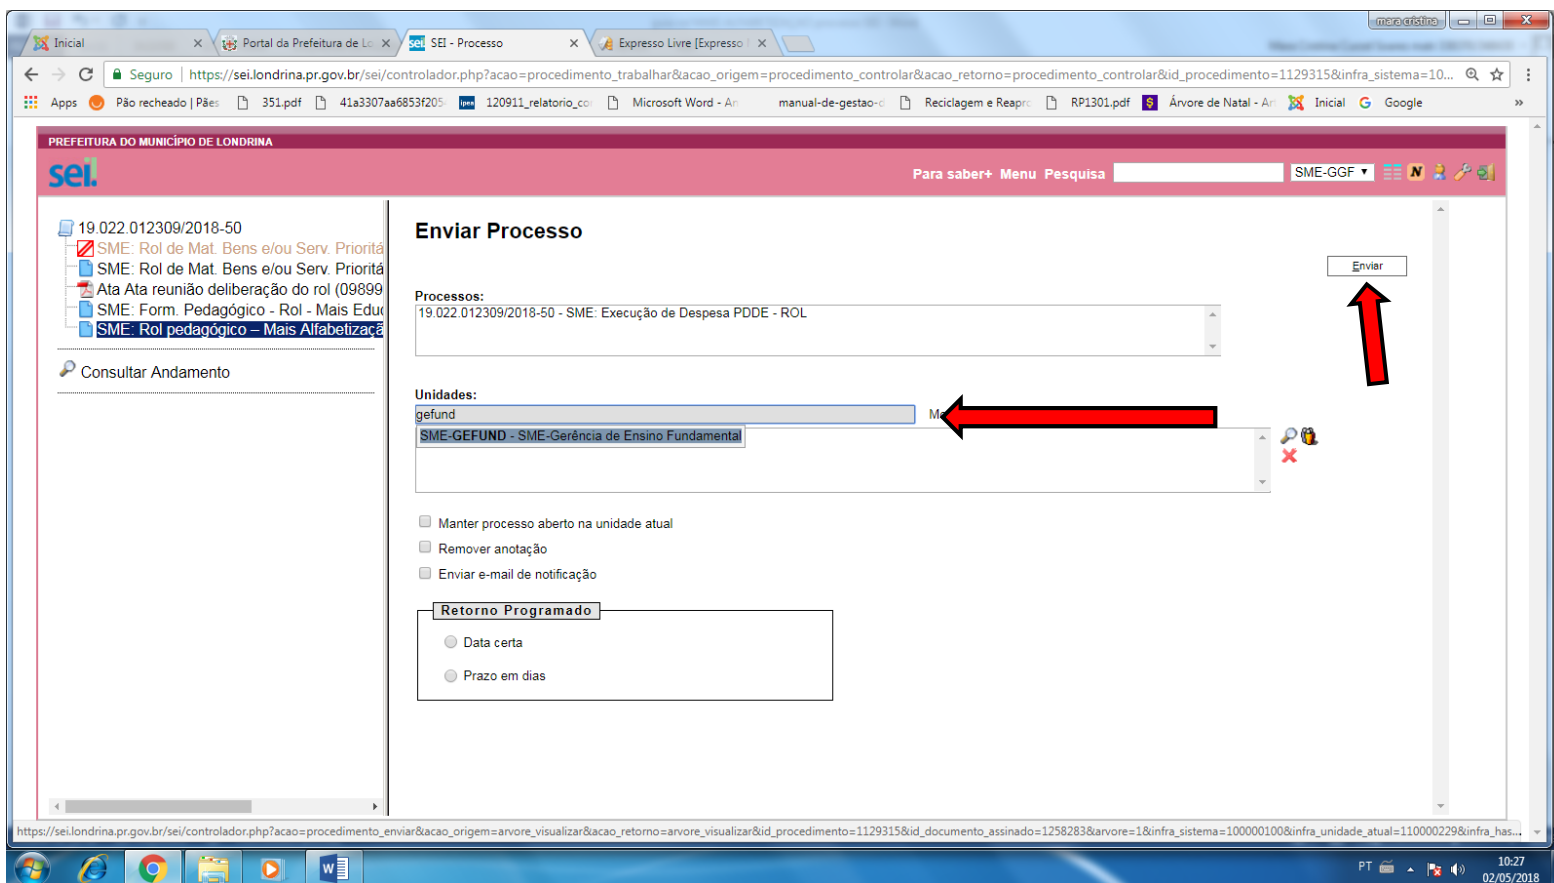 mara cristina
Inicial
Portal da Prefeitura de Lo
SEI - Processo
Expresso Livre [Expresso
Seguro | https://sei.londrina.pr.gov.br/sei/controlador.php?acao=procedimento_trabalhar&acao_origem=procedimento_controlar&acao_retorno=procedimento_controlar&id_procedimento=1129315&infra_sistema=10...
Apps Pão recheado | Pães 351.pdf 41a3307aa6853f205 ipea 120911_relatorio_co Microsoft Word - An manual-de-gestao-d Reciclagem e Reapro RP1301.pdf $ Árvore de Natal - Ar Inicial G Google »
PREFEITURA DO MUNICÍPIO DE LONDRINA
sei!
Para saber+ Menu Pesquisa
SME-GGF
N
19.022.012309/2018-50
SME: Rol de Mat. Bens e/ou Serv. Prioritá
SME: Rol de Mat. Bens e/ou Serv. Prioritá
Ata Ata reunião deliberação do rol (09899
SME: Form. Pedagógico - Rol - Mais Educ
SME: Rol pedagógico – Mais Alfabetizaçã
Consultar Andamento
Enviar Processo
Enviar
Processos:
19.022.012309/2018-50 - SME: Execução de Despesa PDDE - ROL
Unidades:
gefund
SME-GEFUND - SME-Gerência de Ensino Fundamental
Manter processo aberto na unidade atual
Remover anotação
Enviar e-mail de notificação
Retorno Programado
Data certa
Prazo em dias
https://sei.londrina.pr.gov.br/sei/controlador.php?acao=procedimento_enviar&acao_origem=arvore_visualizar&acao_retorno=arvore_visualizar&id_procedimento=1129315&id_documento_assinado=1258283&arvore=1&infra_sistema=100000100&infra_unidade_atual=110000229&infra_has...
PT
10:27
02/05/2018